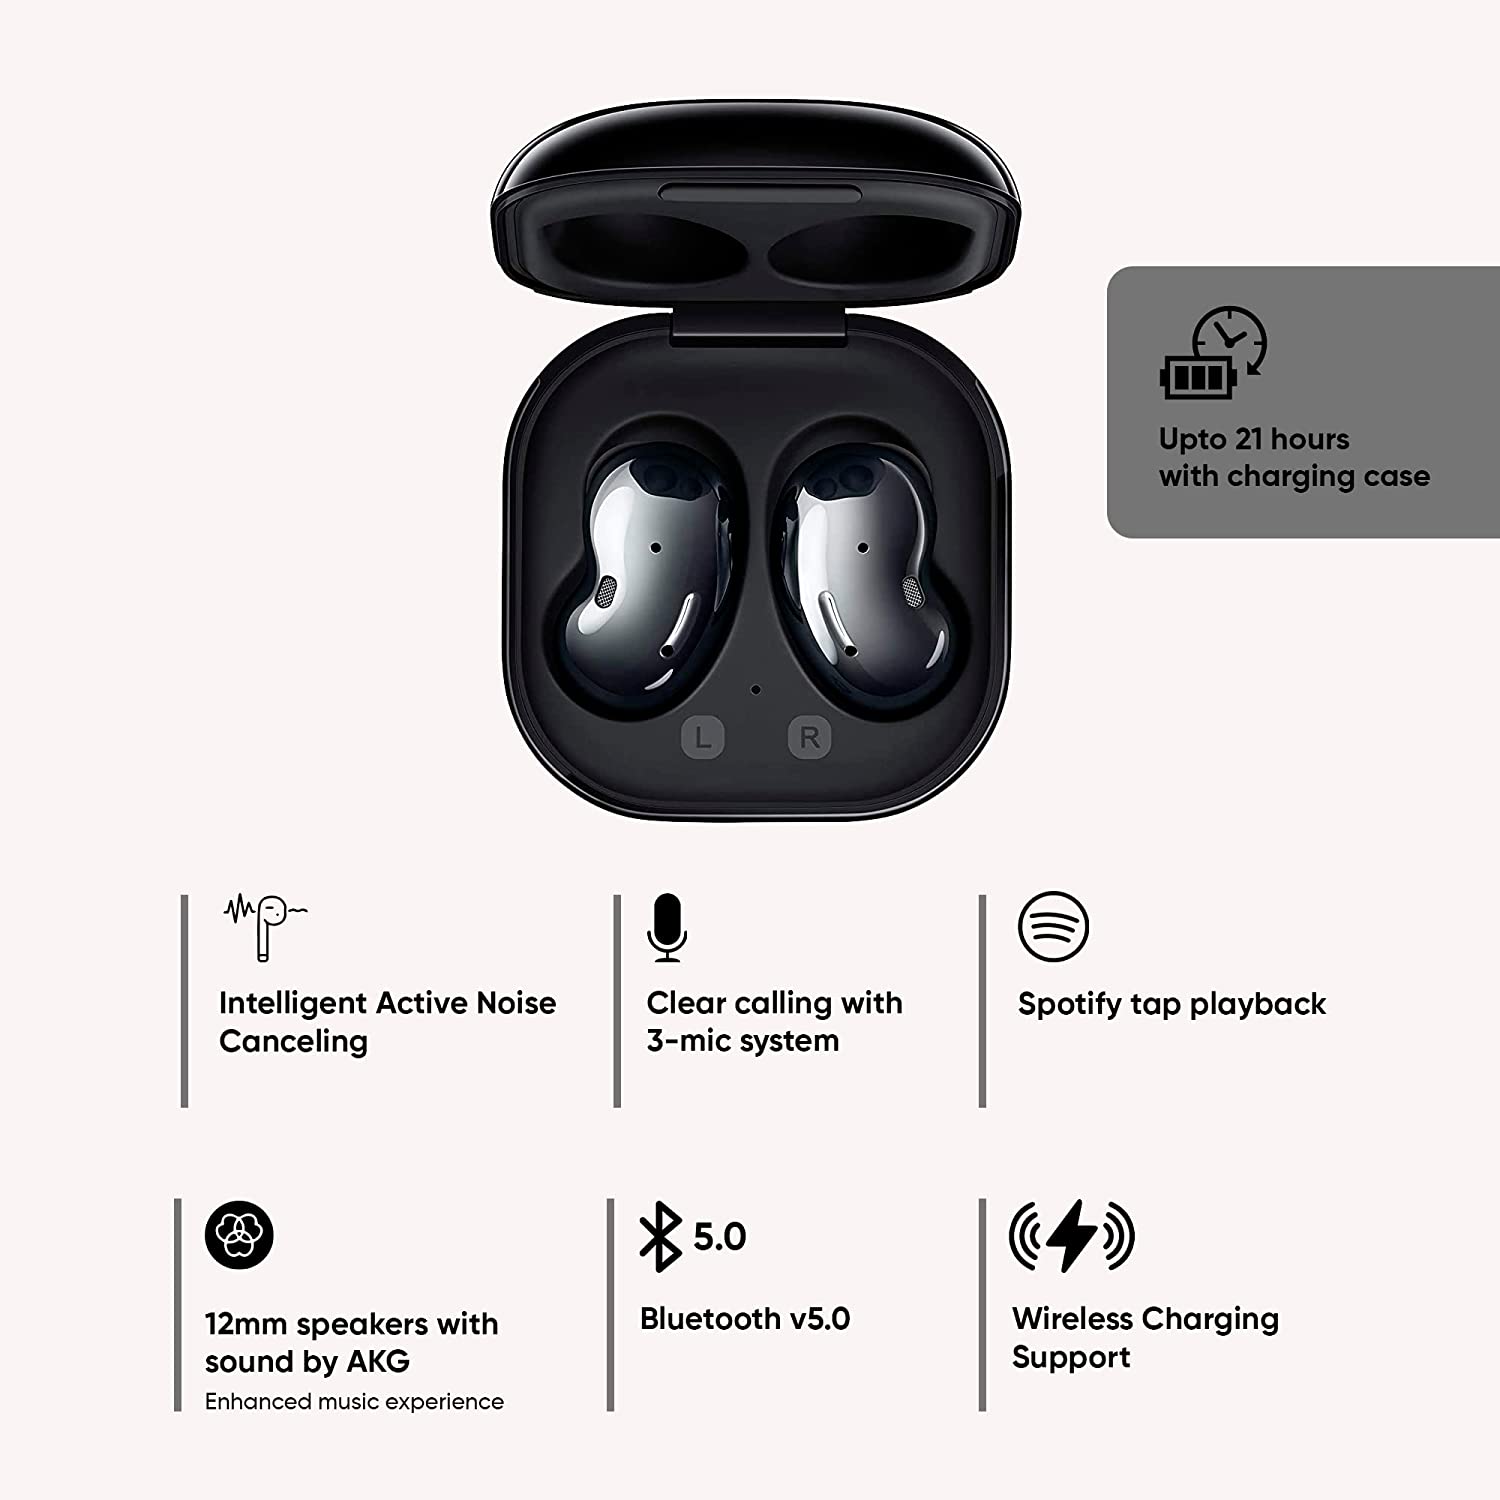 Upto 21 hours
with charging case
L
R
Intelligent Active Noise
Canceling
Clear calling with
3-mic system
Spotify tap playback
12mm speakers with
sound by AKG
Enhanced music experience
5.0
Bluetooth v5.0
Wireless Charging
Support